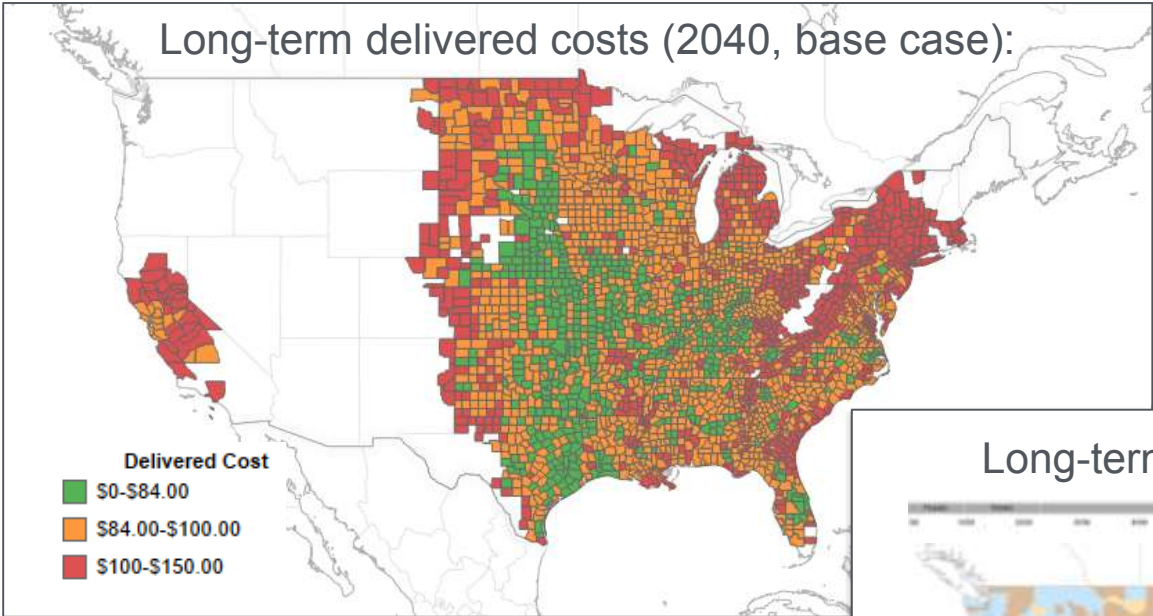 Long-term delivered costs (2040, base case):
Delivered Cost
$0-$84.00
$84.00-$100.00
$100-$150.00
Long-terr